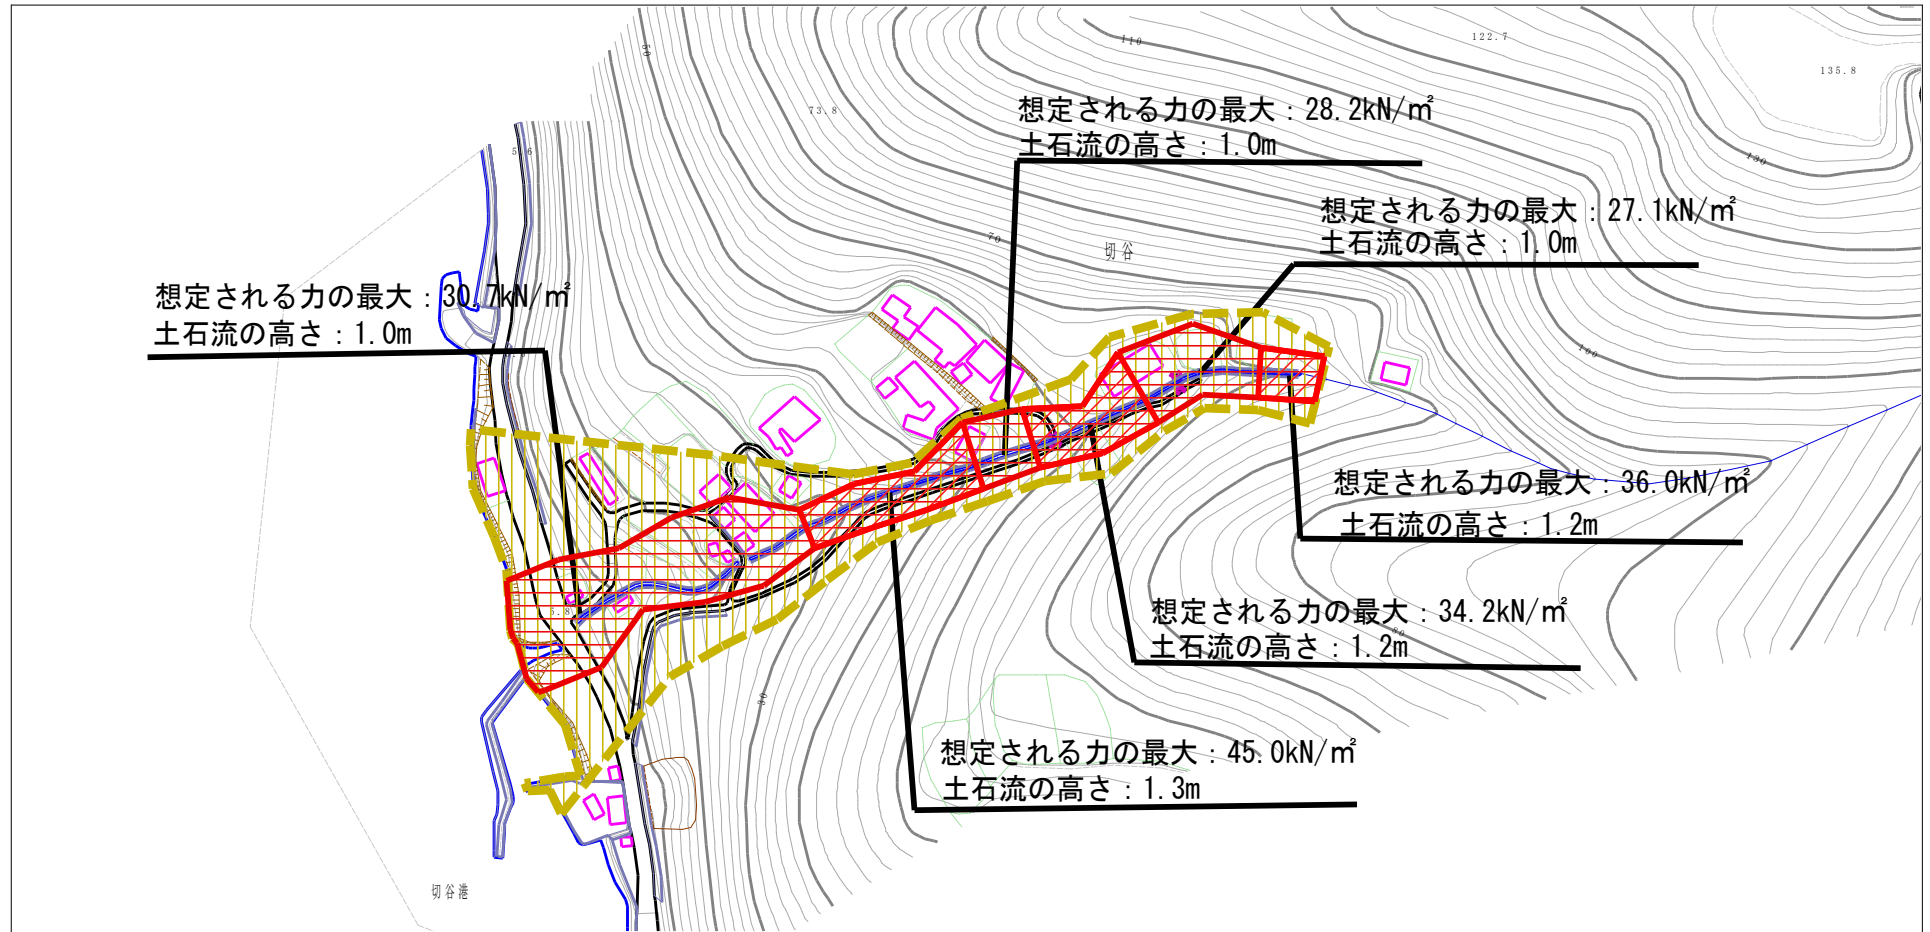 50
110
122.7
135.8
73.8
想定される力の最大：28.2kN/㎡
土石流の高さ：1.0m
5.6
130
想定される力の最大：27.1kN/㎡
土石流の高さ：1.0m
70
切谷
想定される力の最大：30.7kN/㎡
土石流の高さ：1.0m
100
想定される力の最大：36.0kN/㎡
土石流の高さ：1.2m
5.8
想定される力の最大：34.2kN/㎡
土石流の高さ：1.2m
30
想定される力の最大：45.0kN/㎡
土石流の高さ：1.3m
切谷港